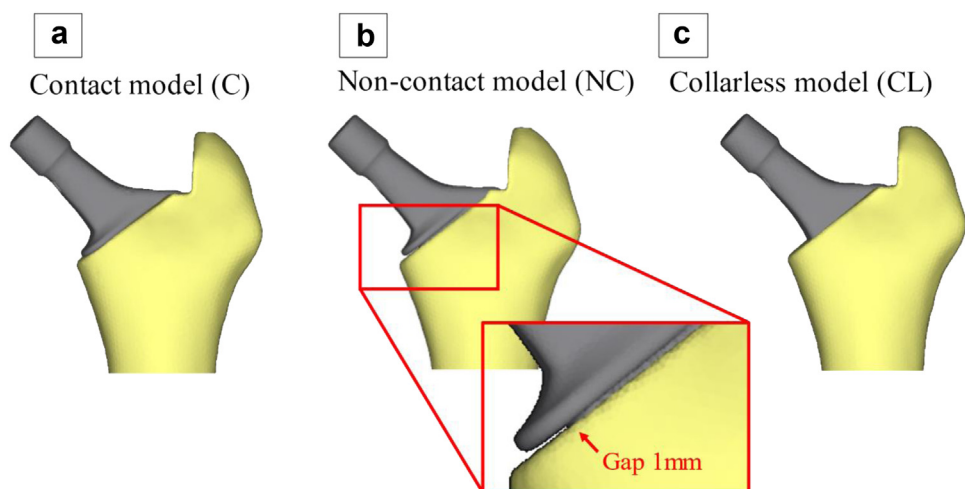 a
Contact model (C)
b
Non-contact model (NC)
c
Collarless model (CL)
Gap 1mm